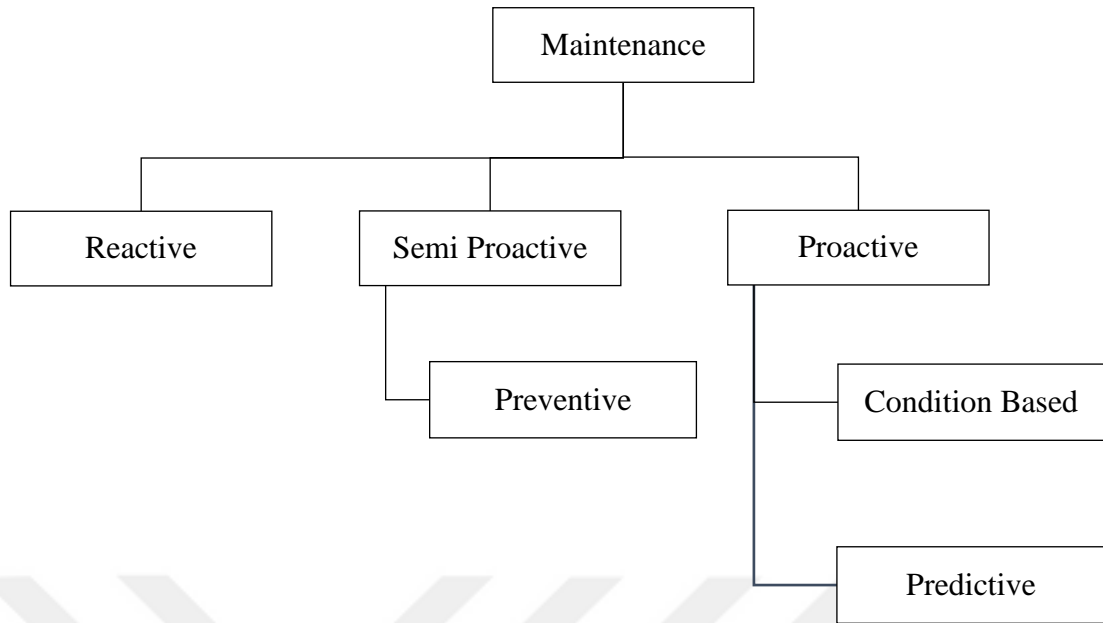 Maintenance
Reactive
Semi Proactive
Proactive
Preventive
Condition Based
Predictive